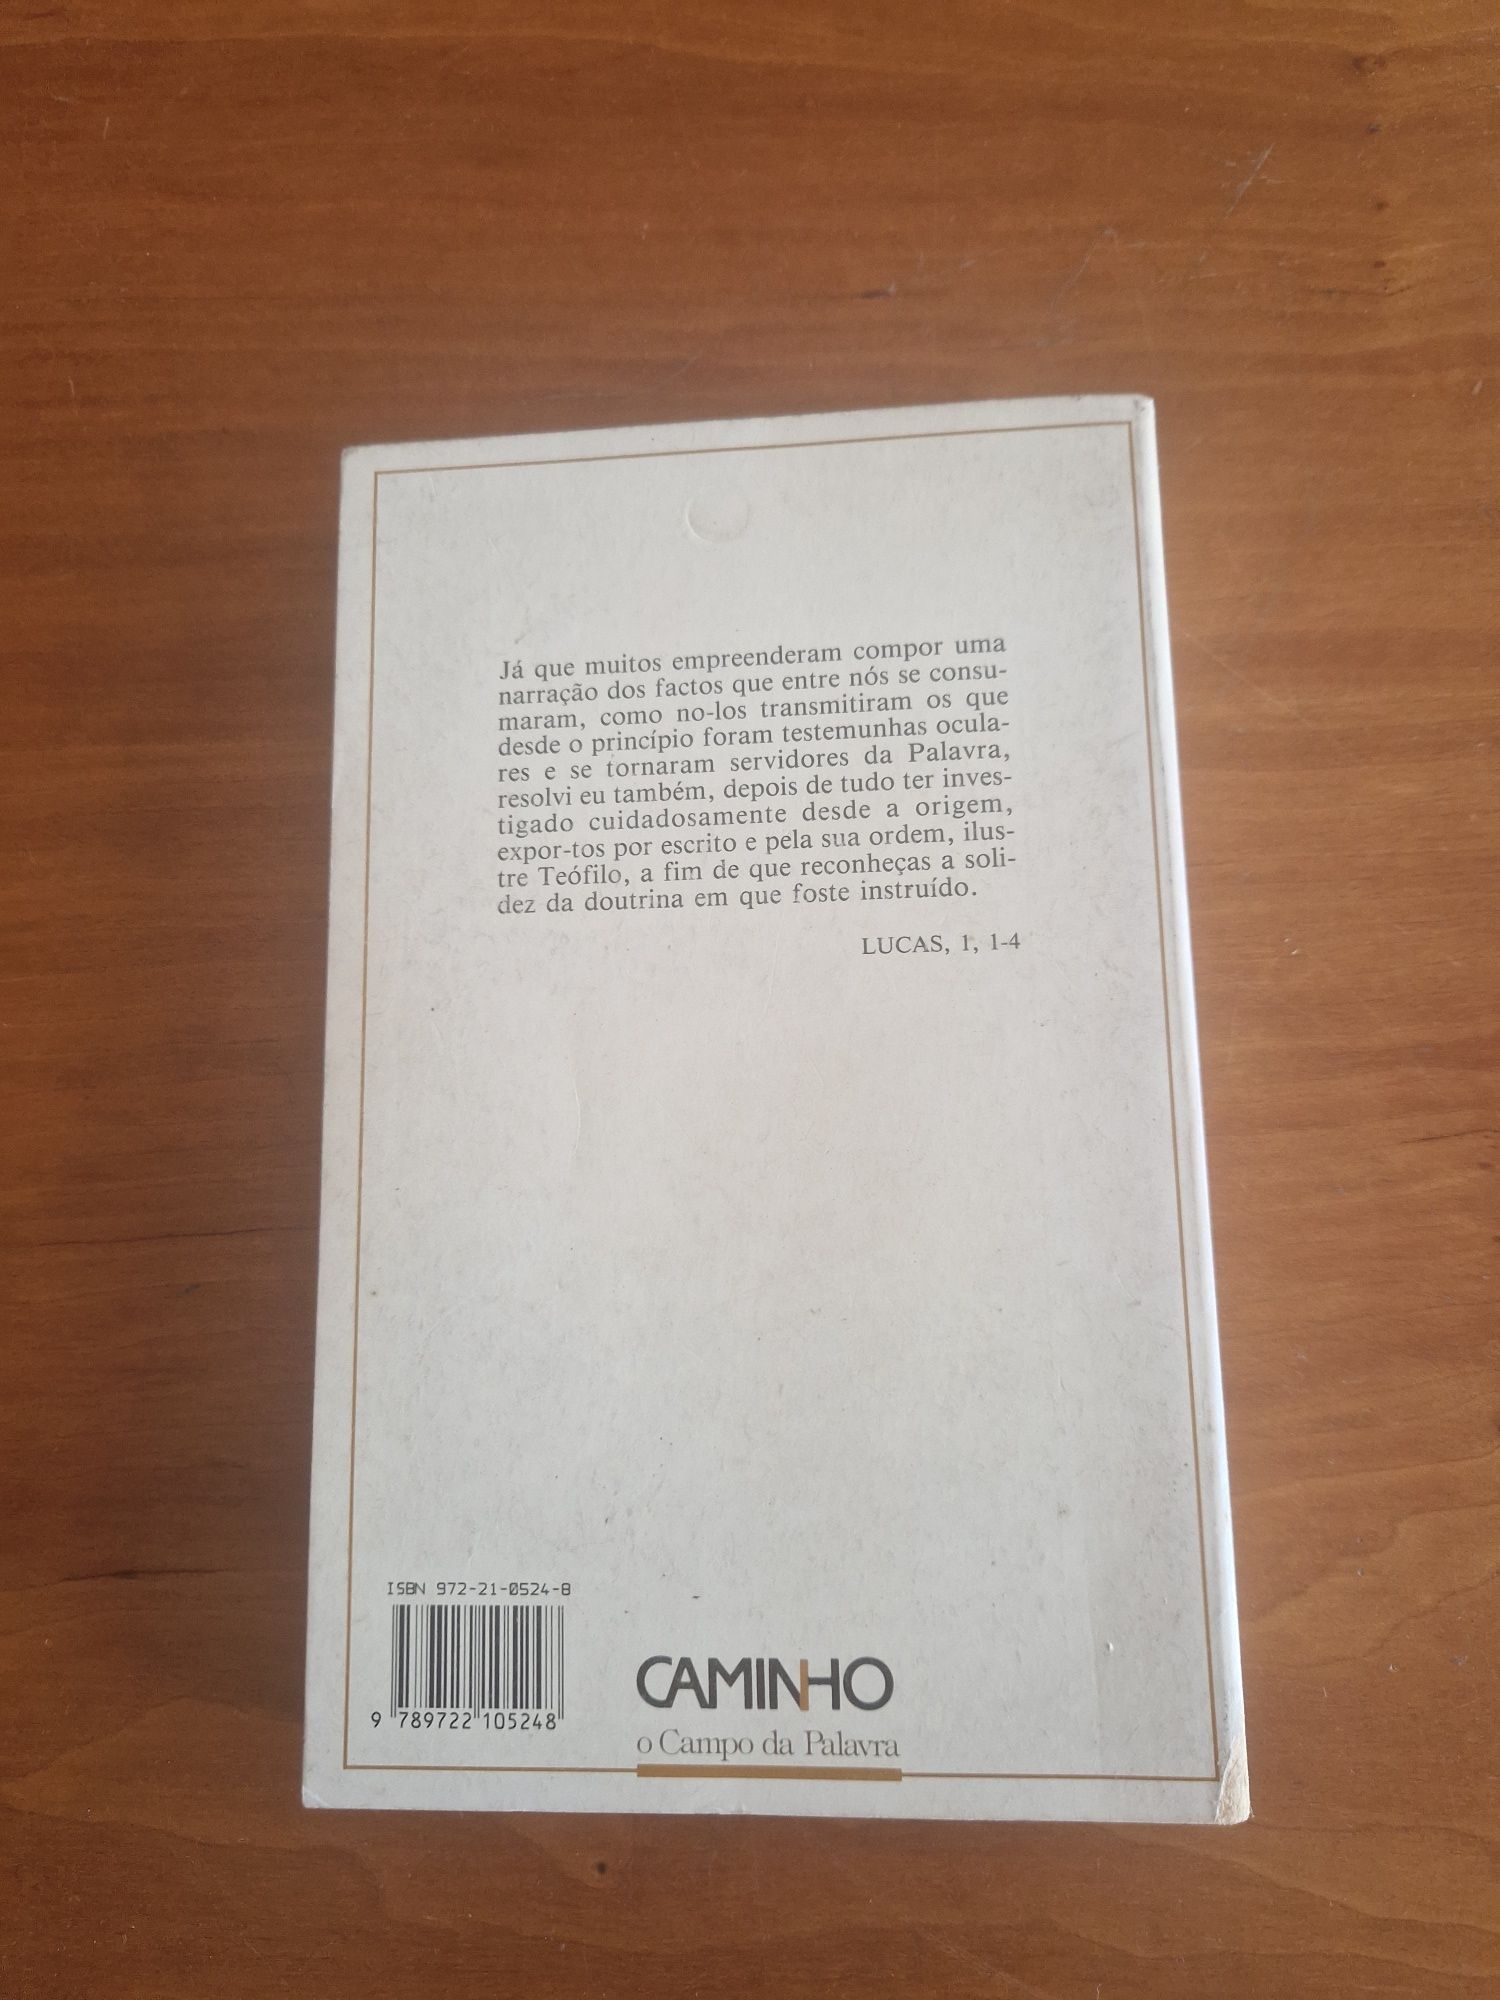 Já que muitos empreenderam compor uma
narração dos factos que entre nós se consu-
maram, como no-los transmitiram os que
desde o princípio foram testemunhas ocula-
res e se tornaram servidores da Palavra,
resolvi eu também, depois de tudo ter inves-
tigado cuidadosamente desde a origem,
expor-tos por escrito e pela sua ordem, ilus-
tre Teófilo, a fim de que reconheças a soli-
dez da doutrina em que foste instruído.
LUCAS, 1, 1-4
ISBN 972-21-0524-8
9 789722 105248
CAMINHO
o Campo da Palavra